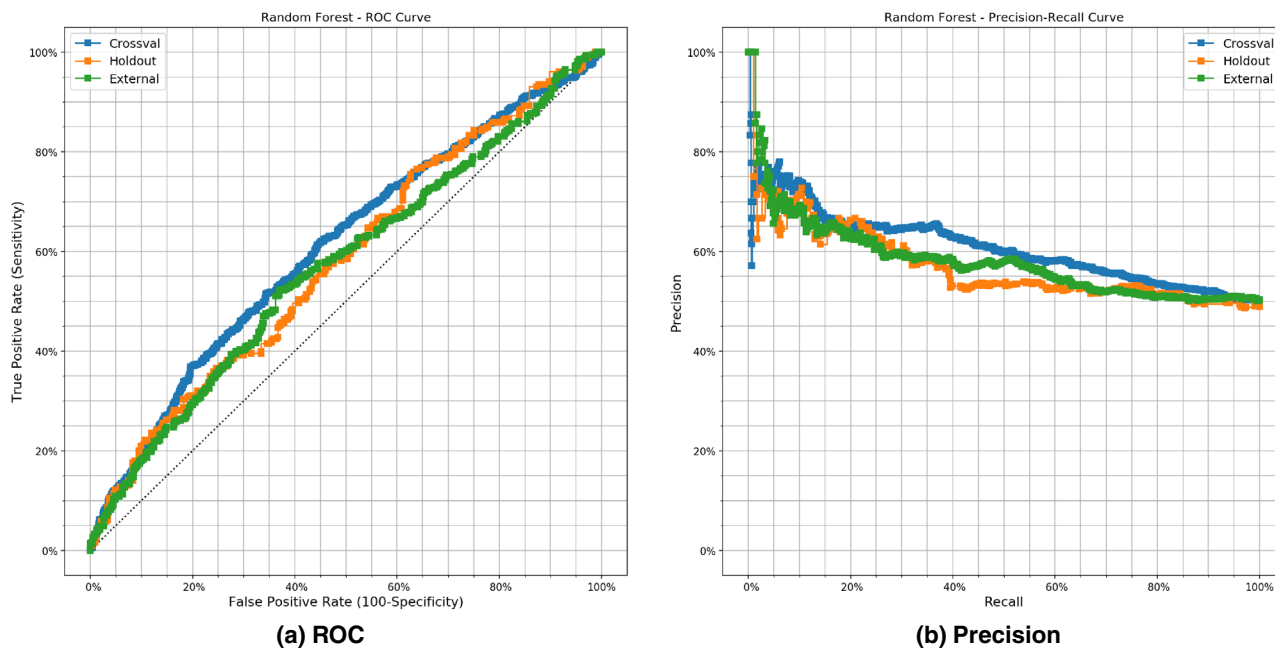 Random Forest - ROC Curve
Crossval
Holdout
External
100%
80%
60%
40%
20%
0%
True Positive Rate (Sensitivity)
0% 20% 40% 60% 80% 100%
False Positive Rate (100-Specificity)
(a) ROC
Random Forest - Precision-Recall Curve
Crossval
Holdout
External
100%
80%
60%
40%
20%
0%
Precision
0% 20% 40% 60% 80% 100%
Recall
(b) Precision